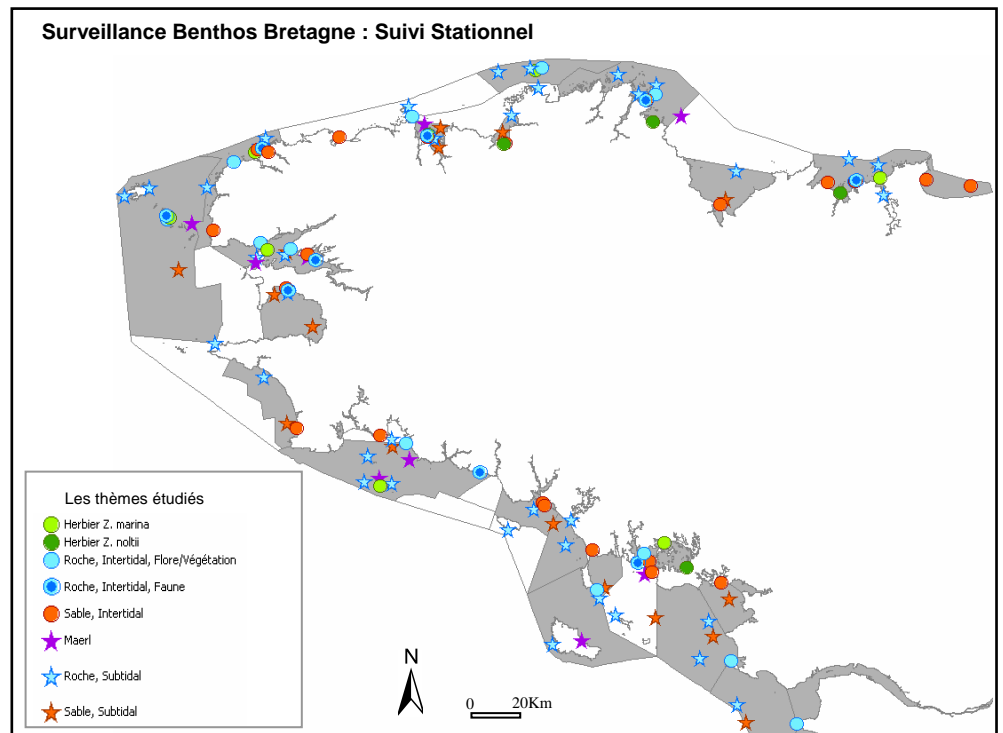 Surveillance Benthos Bretagne : Suivi Stationnel
Les thèmes étudiés
Herbier Z. marina
Herbier Z. noltii
Roche, Intertidal, Flore/Végétation
Roche, Intertidal, Faune
Sable, Intertidal
Maerl
Roche, Subtidal
Sable, Subtidal
N
0 20Km